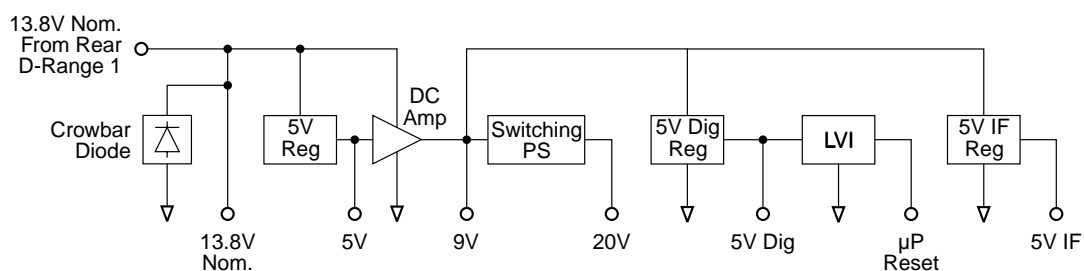 13.8V Nom.
From Rear
D-Range 1
Crowbar
Diode
5V
Reg
DC
Amp
Switching
PS
5V Dig
Reg
LVI
5V IF
Reg
13.8V
Nom.
5V
9V
20V
5V Dig
µP
Reset
5V IF